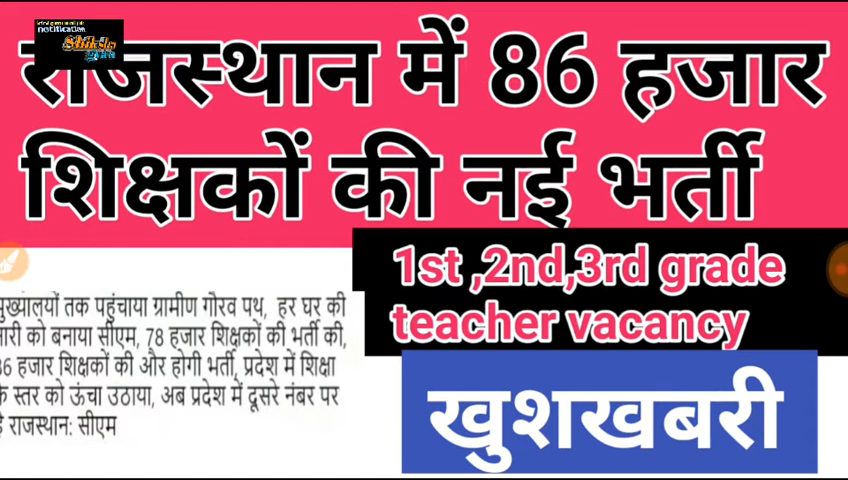 notification
राजस्थान में 86 हजार
शिक्षकों की नई भर्ती
1st ,2nd,3rd grade
teacher vacancy
मुख्यालयों तक पहुंचाया ग्रामीण गौरव पथ, हर घर की
नारी को बनाया सीएम, 78 हजार शिक्षकों की भर्ती की,
86 हजार शिक्षकों की और होगी भर्ती, प्रदेश में शिक्षा
के स्तर को ऊंचा उठाया, अब प्रदेश में दूसरे नंबर पर
है राजस्थान: सीएम
खुशखबरी